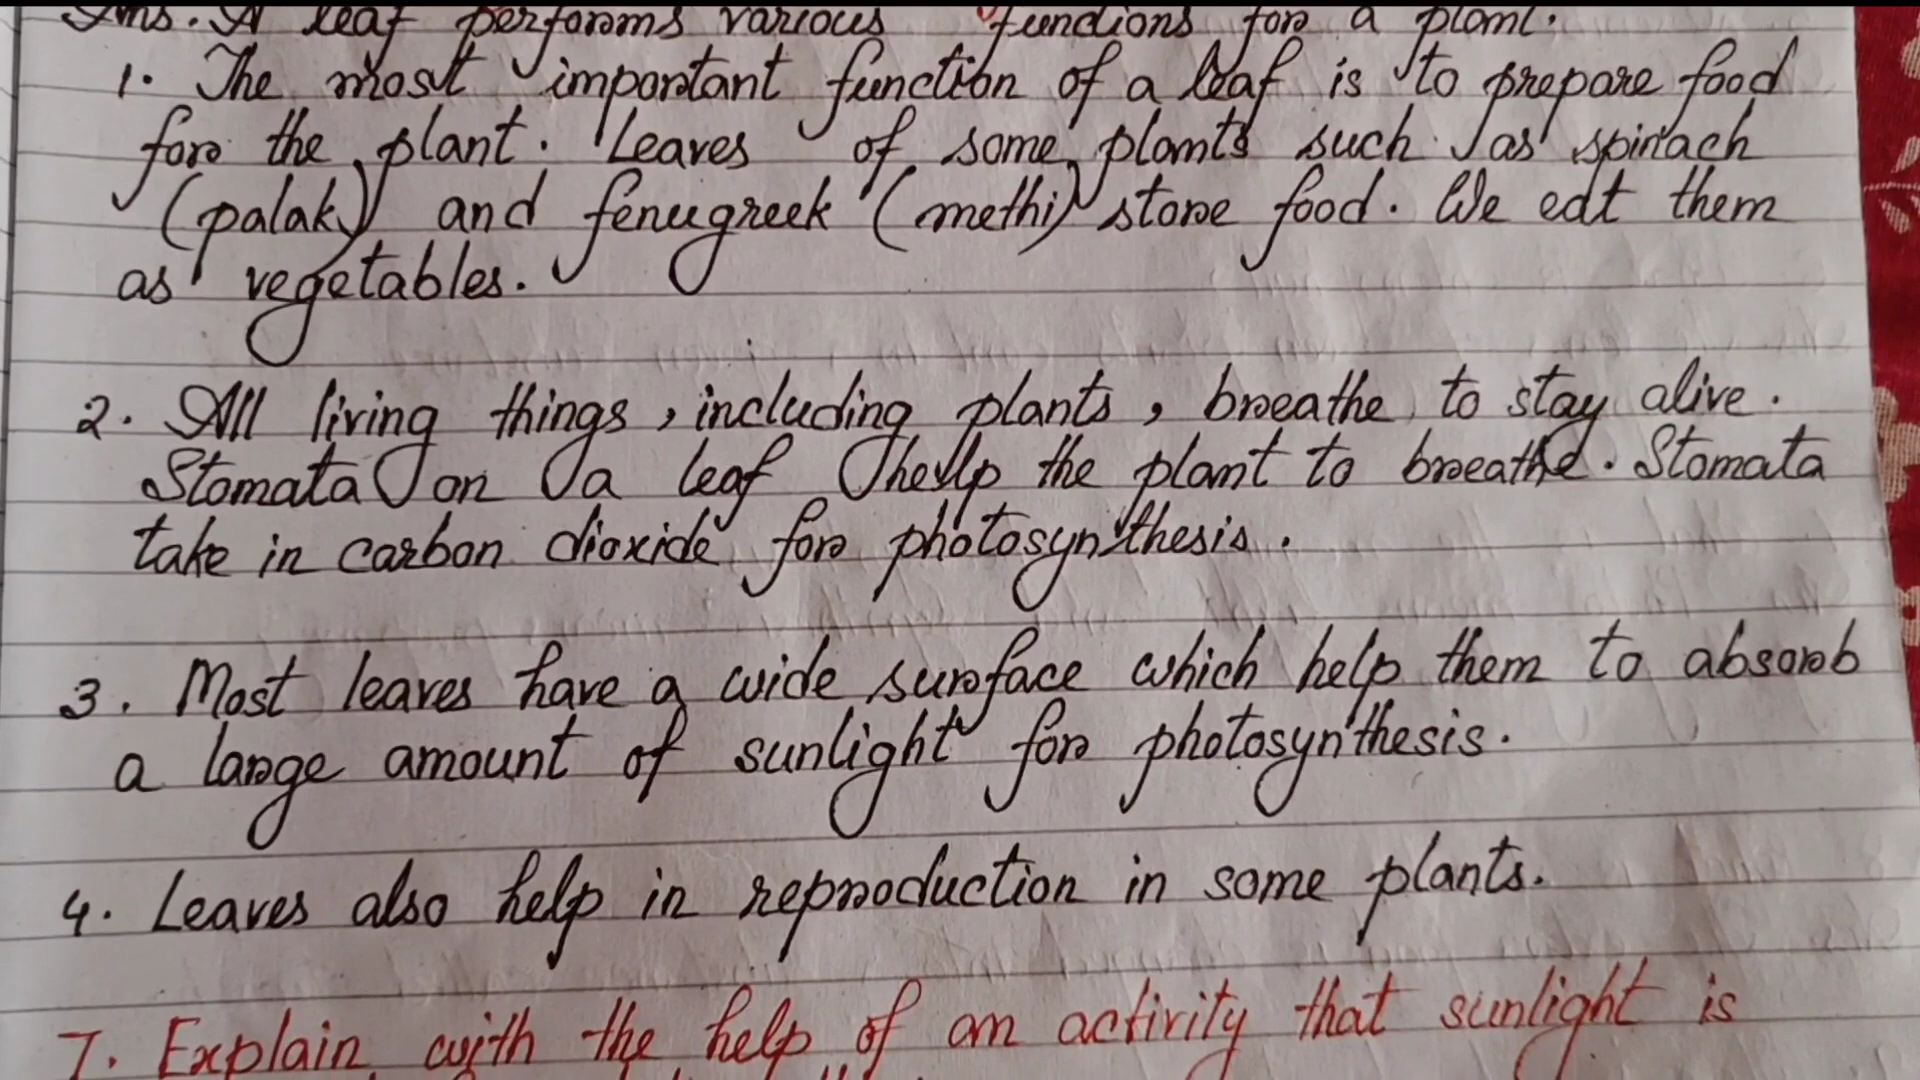 Ans. A leaf performs various functions for a plant.
1. The most important function of a leaf is to prepare food
for the plant. Leaves of some plants such as spinach
(palak) and fenugreek (methi) store food. We eat them
as vegetables.
2. All living things, including plants, breathe to stay alive.
Stomata on a leaf help the plant to breathe. Stomata
take in carbon dioxide for photosynthesis.
3. Most leaves have a wide surface which help them to absorb
a large amount of sunlight for photosynthesis.
4. Leaves also help in reproduction in some plants.
7. Explain with the help of an activity that sunlight is